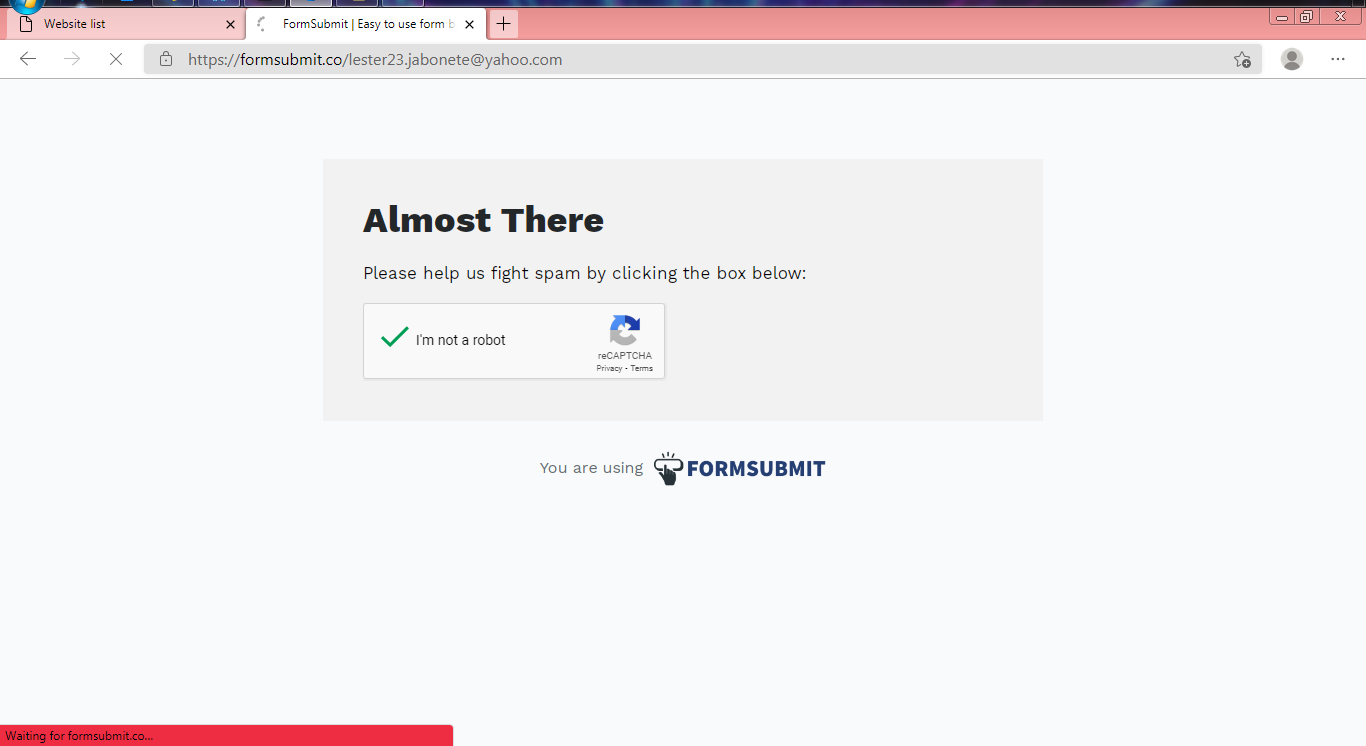 Website list
FormSubmit | Easy to use form b
https://formsubmit.co/lester23.jabonete@yahoo.com
Almost There
Please help us fight spam by clicking the box below:
I'm not a robot
reCAPTCHA
Privacy - Terms
You are using FORMSUBMIT
Waiting for formsubmit.co...